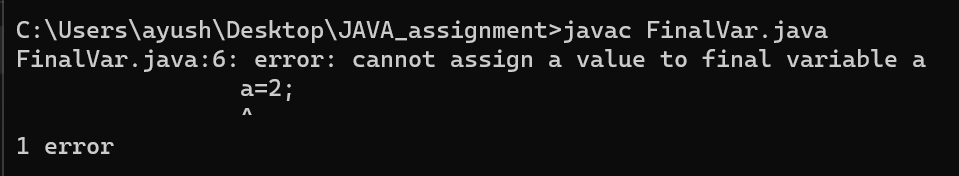 C:\Users\ayush\Desktop\JAVA_assignment>javac FinalVar.java
FinalVar.java:6: error: cannot assign a value to final variable a
                a=2;
                ^
1 error